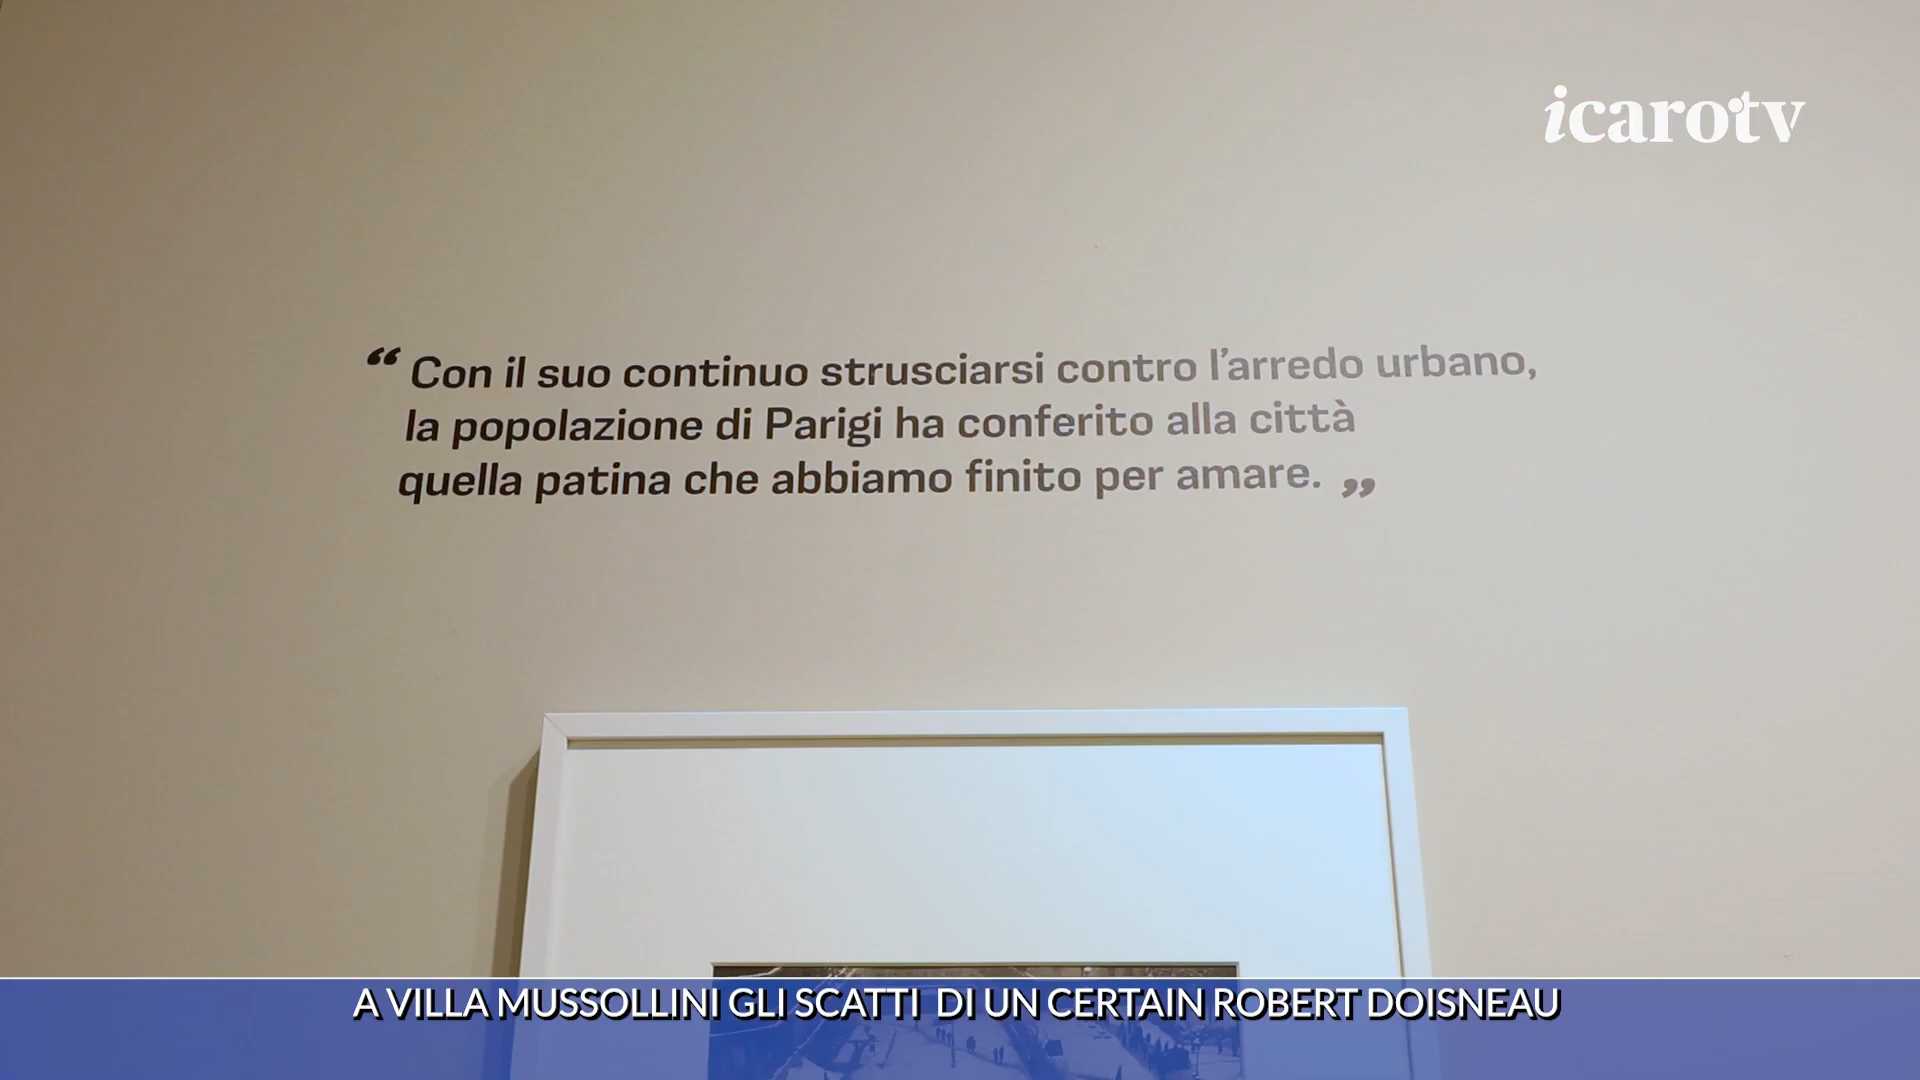 icarotv
“ Con il suo continuo strusciarsi contro l’arredo urbano,
la popolazione di Parigi ha conferito alla città
quella patina che abbiamo finito per amare. ”
A VILLA MUSSOLLINI GLI SCATTI DI UN CERTAIN ROBERT DOISNEAU